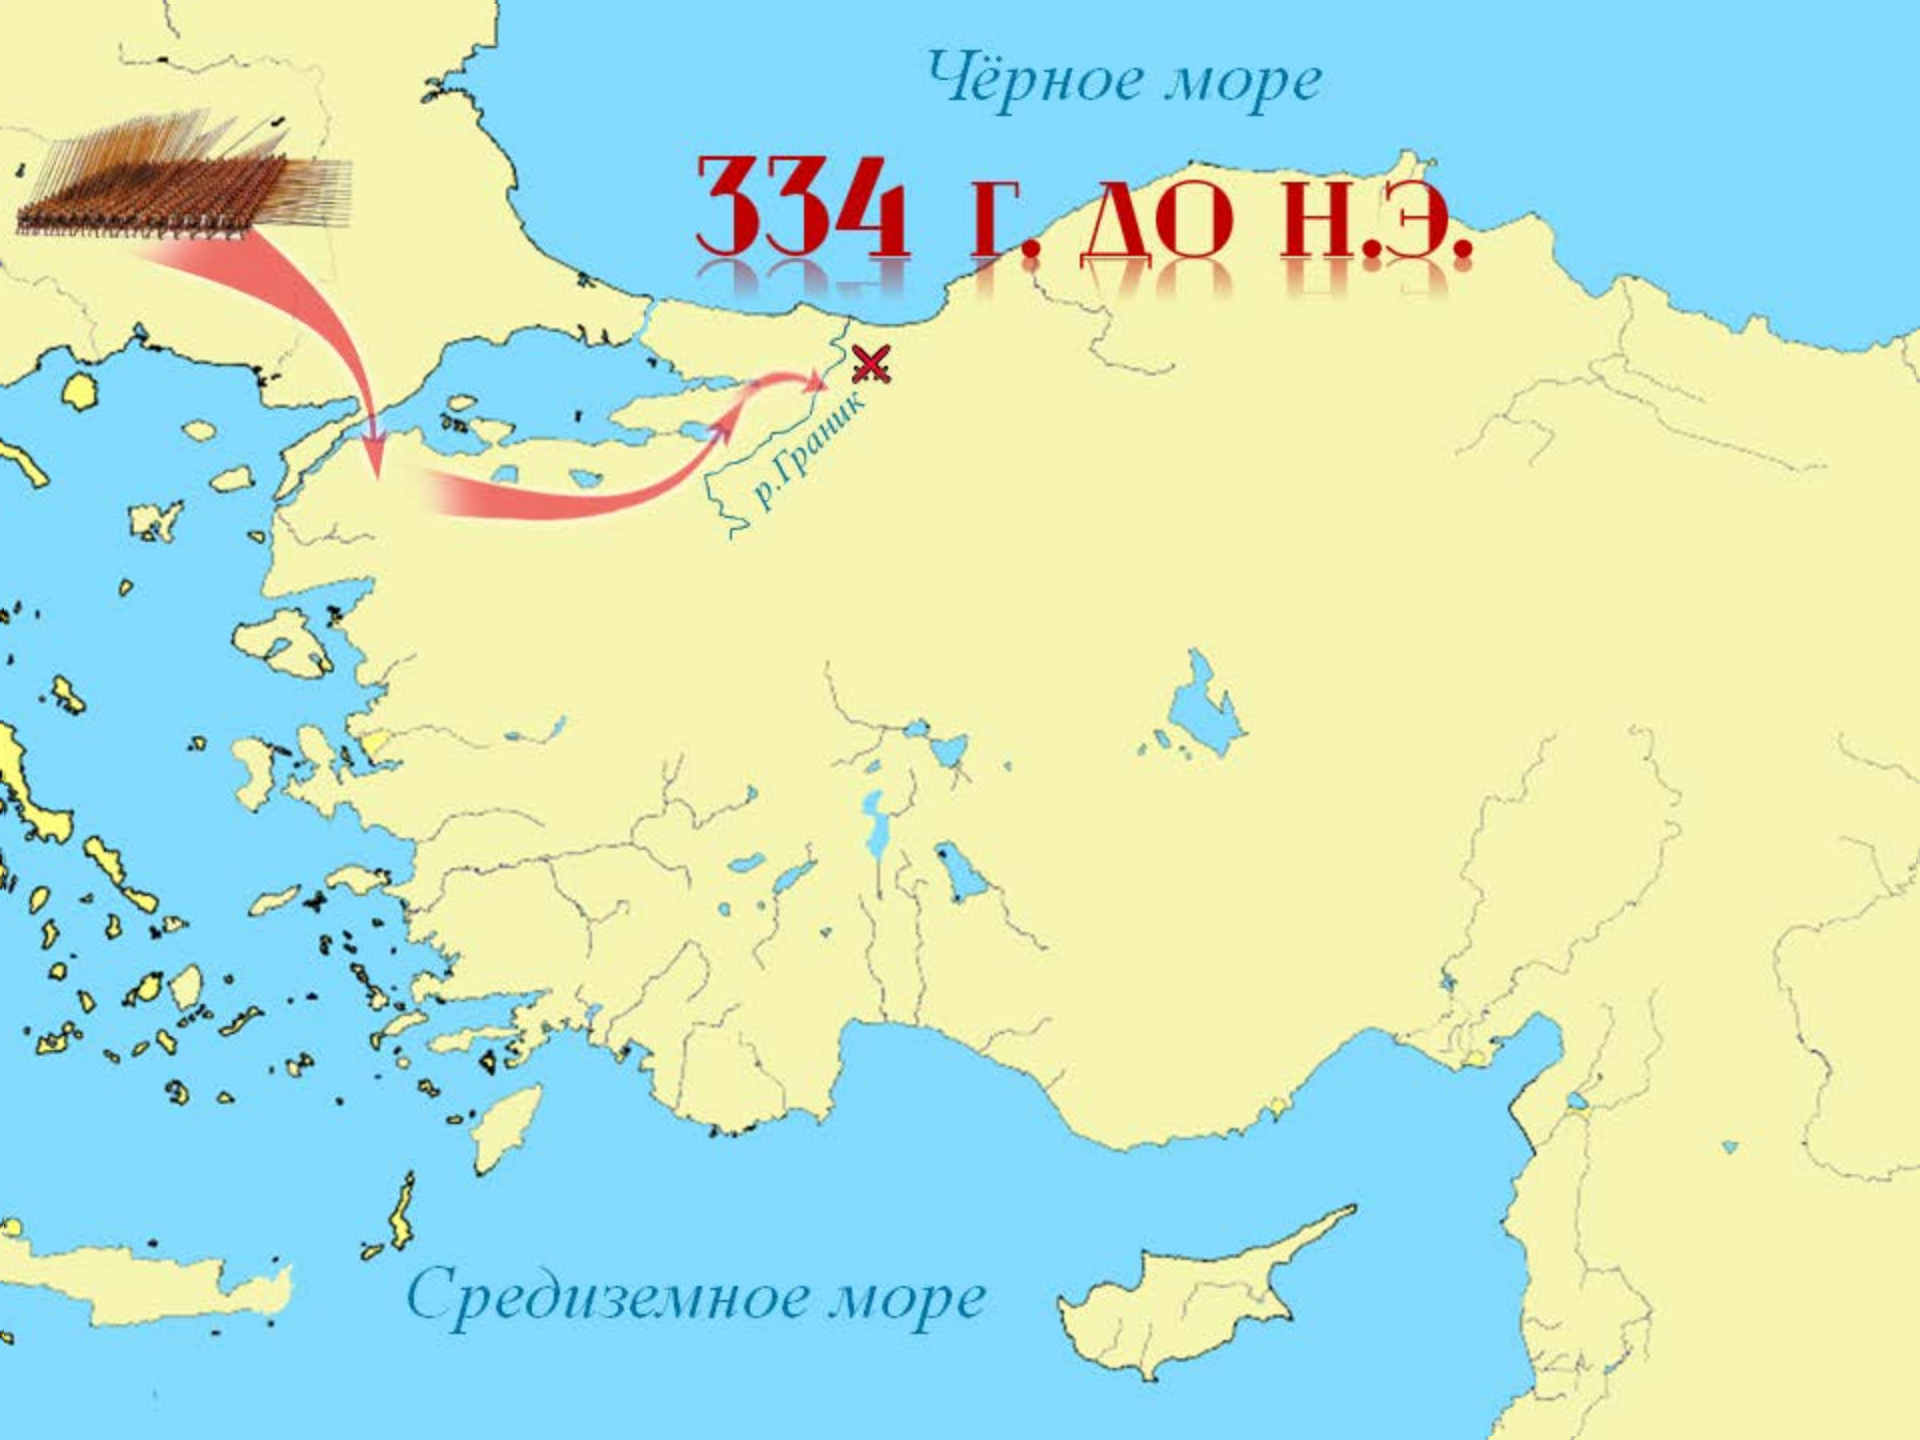 Чёрное море
334 г. до н.э.
р.Граник
Средиземное море